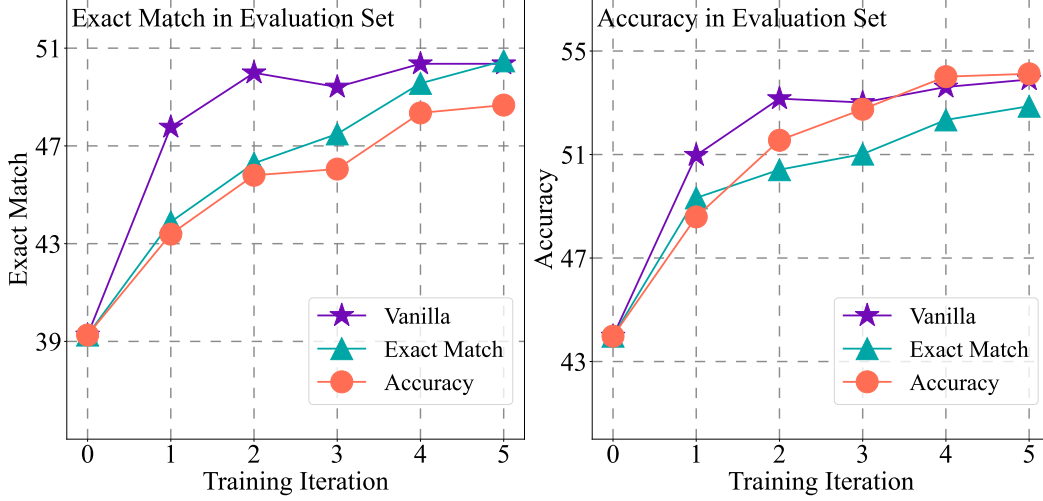 Exact Match in Evaluation Set
51
47
43
39
Exact Match
Vanilla
Exact Match
Accuracy
0 1 2 3 4 5
Training Iteration
Accuracy in Evaluation Set
55
51
47
43
Accuracy
Vanilla
Exact Match
Accuracy
0 1 2 3 4 5
Training Iteration